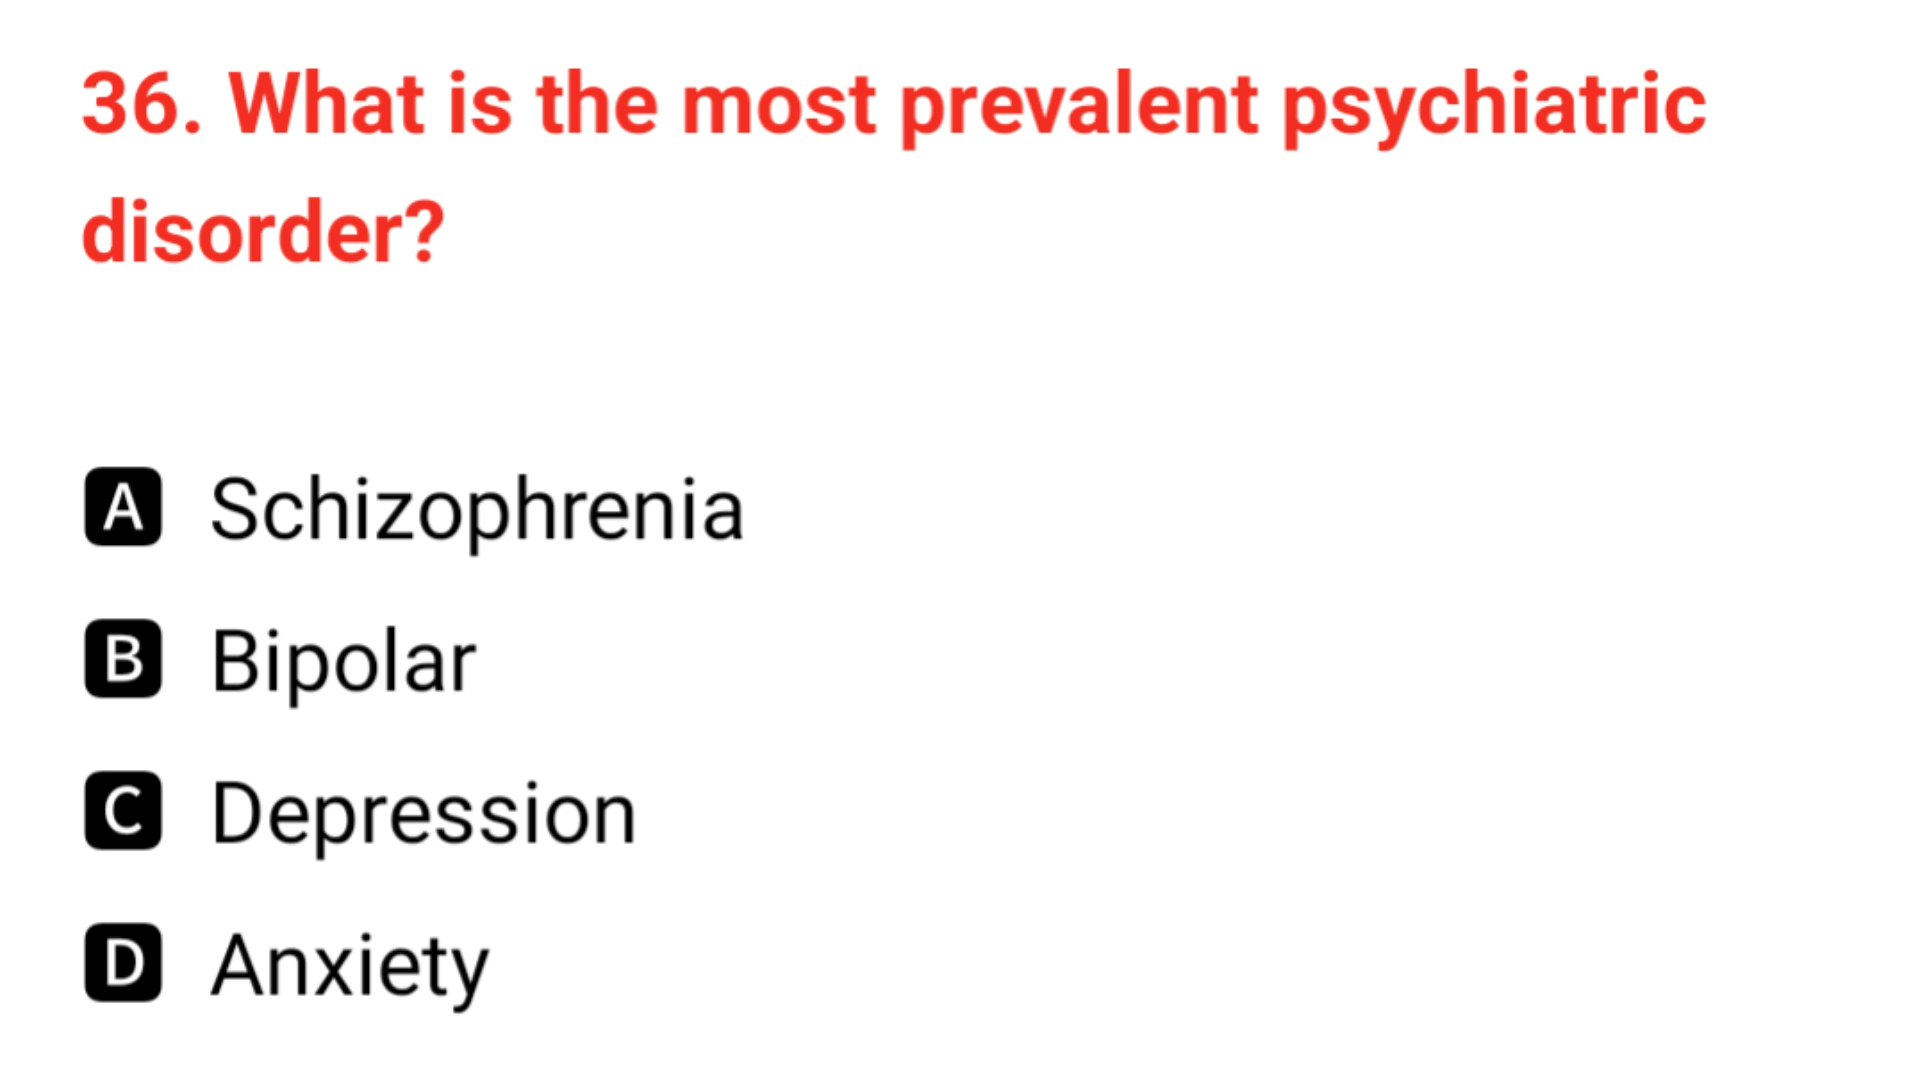 36. What is the most prevalent psychiatric
disorder?
A Schizophrenia
B Bipolar
C Depression
D Anxiety